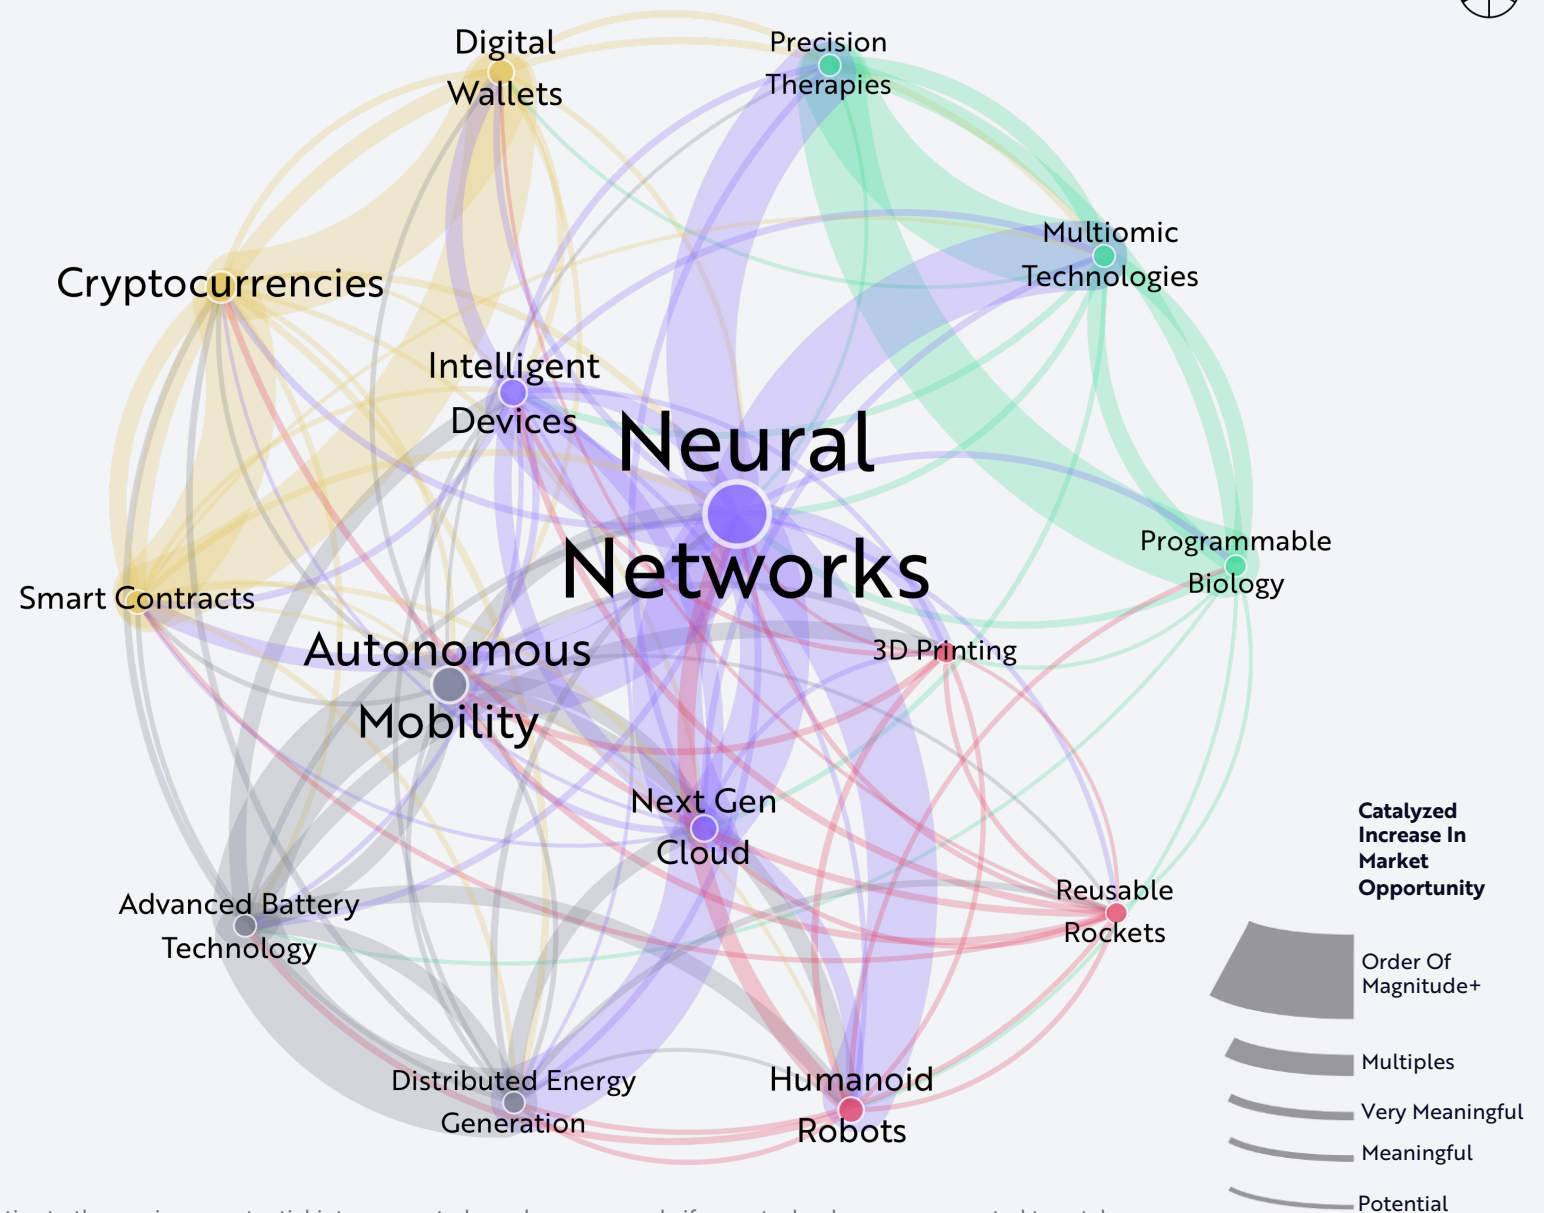 Digital
Wallets
Precision
Therapies
Multiomic
Technologies
Cryptocurrencies
Intelligent
Devices
Neural
Networks
Programmable
Biology
Smart Contracts
Autonomous
Mobility
3D Printing
Next Gen
Cloud
Advanced Battery
Technology
Reusable
Rockets
Distributed Energy
Generation
Humanoid
Robots
Catalyzed
Increase In
Market
Opportunity
Order Of
Magnitude+
Multiples
Very Meaningful
Meaningful
Potential